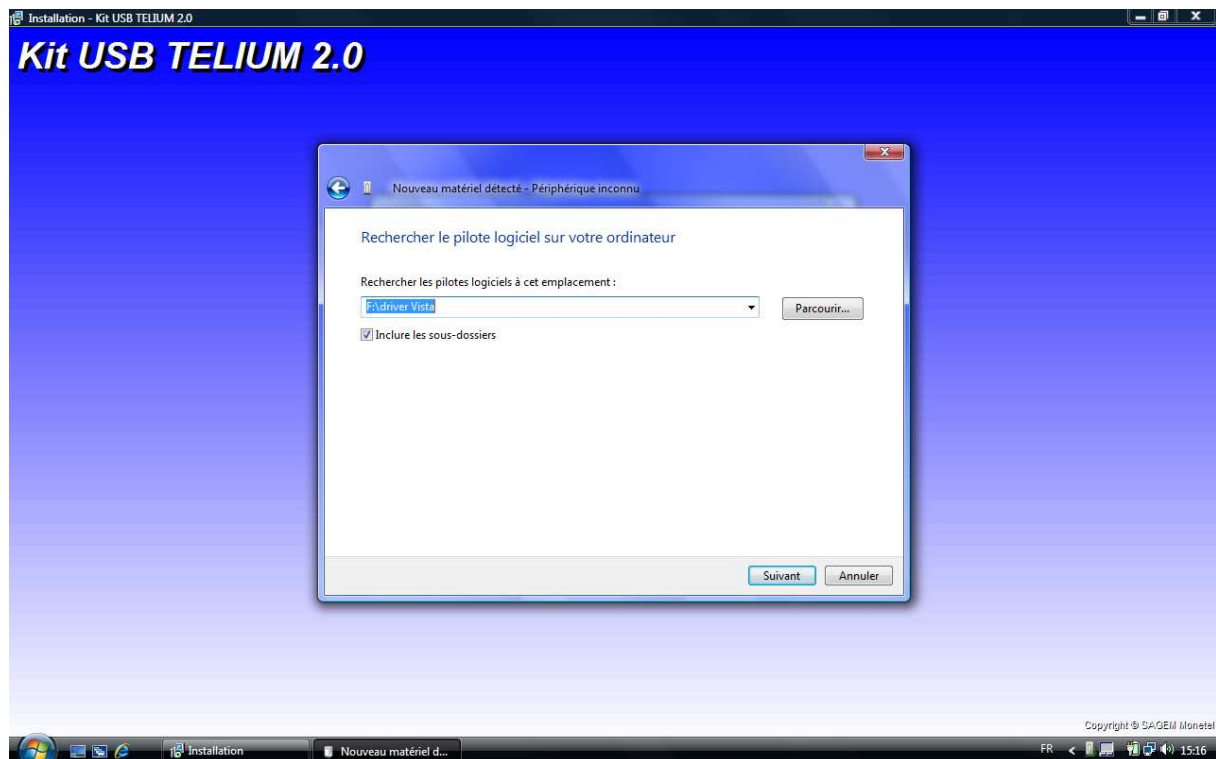 Installation - Kit USB TELIUM 2.0
Kit USB TELIUM 2.0
Nouveau matériel détecté - Périphérique inconnu
Rechercher le pilote logiciel sur votre ordinateur
Rechercher les pilotes logiciels à cet emplacement :
F:\driver Vista
Parcourir...
Inclure les sous-dossiers
Suivant
Annuler
Copyright © SAGEM Monetel
Installation
Nouveau matériel d...
FR
15:16